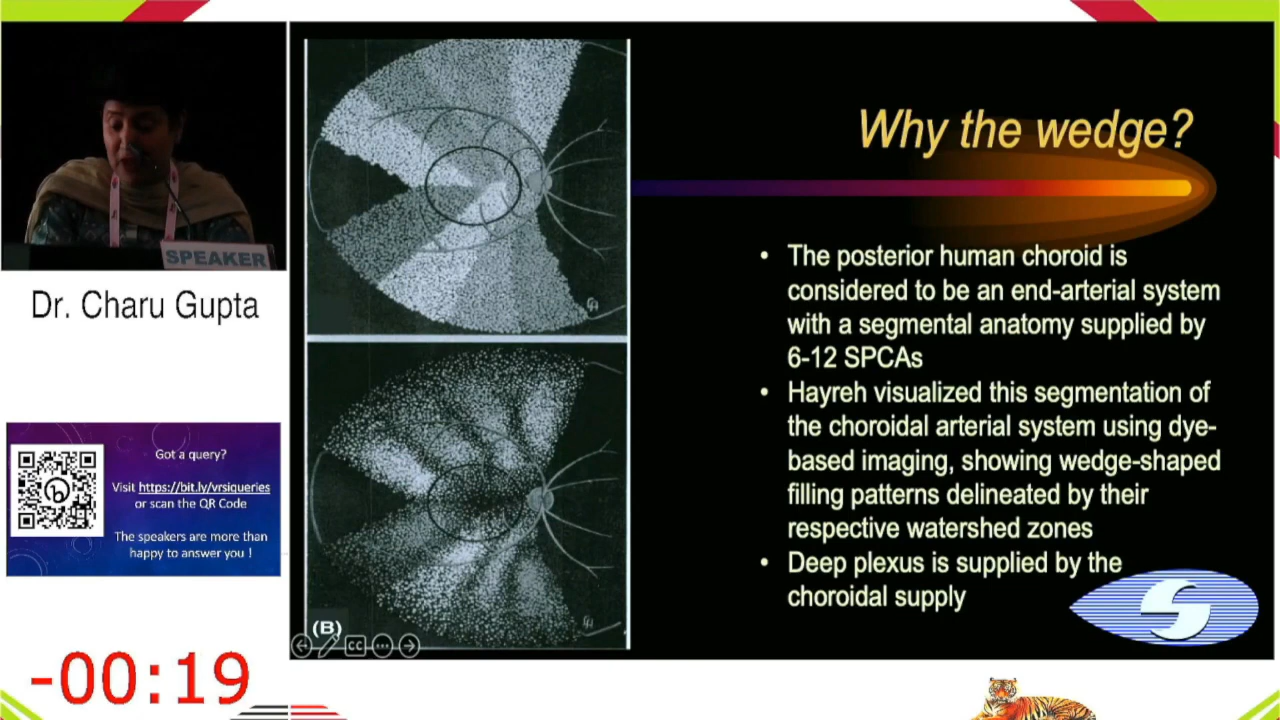 SPEAKER
Dr. Charu Gupta
Got a query?
Visit https://bit.ly/vrsiqueries
or scan the QR Code
The speakers are more than
happy to answer you !
-00:19
(B)
CC
Why the wedge?
• The posterior human choroid is
considered to be an end-arterial system
with a segmental anatomy supplied by
6-12 SPCAs
• Hayreh visualized this segmentation of
the choroidal arterial system using dye-
based imaging, showing wedge-shaped
filling patterns delineated by their
respective watershed zones
• Deep plexus is supplied by the
choroidal supply
S